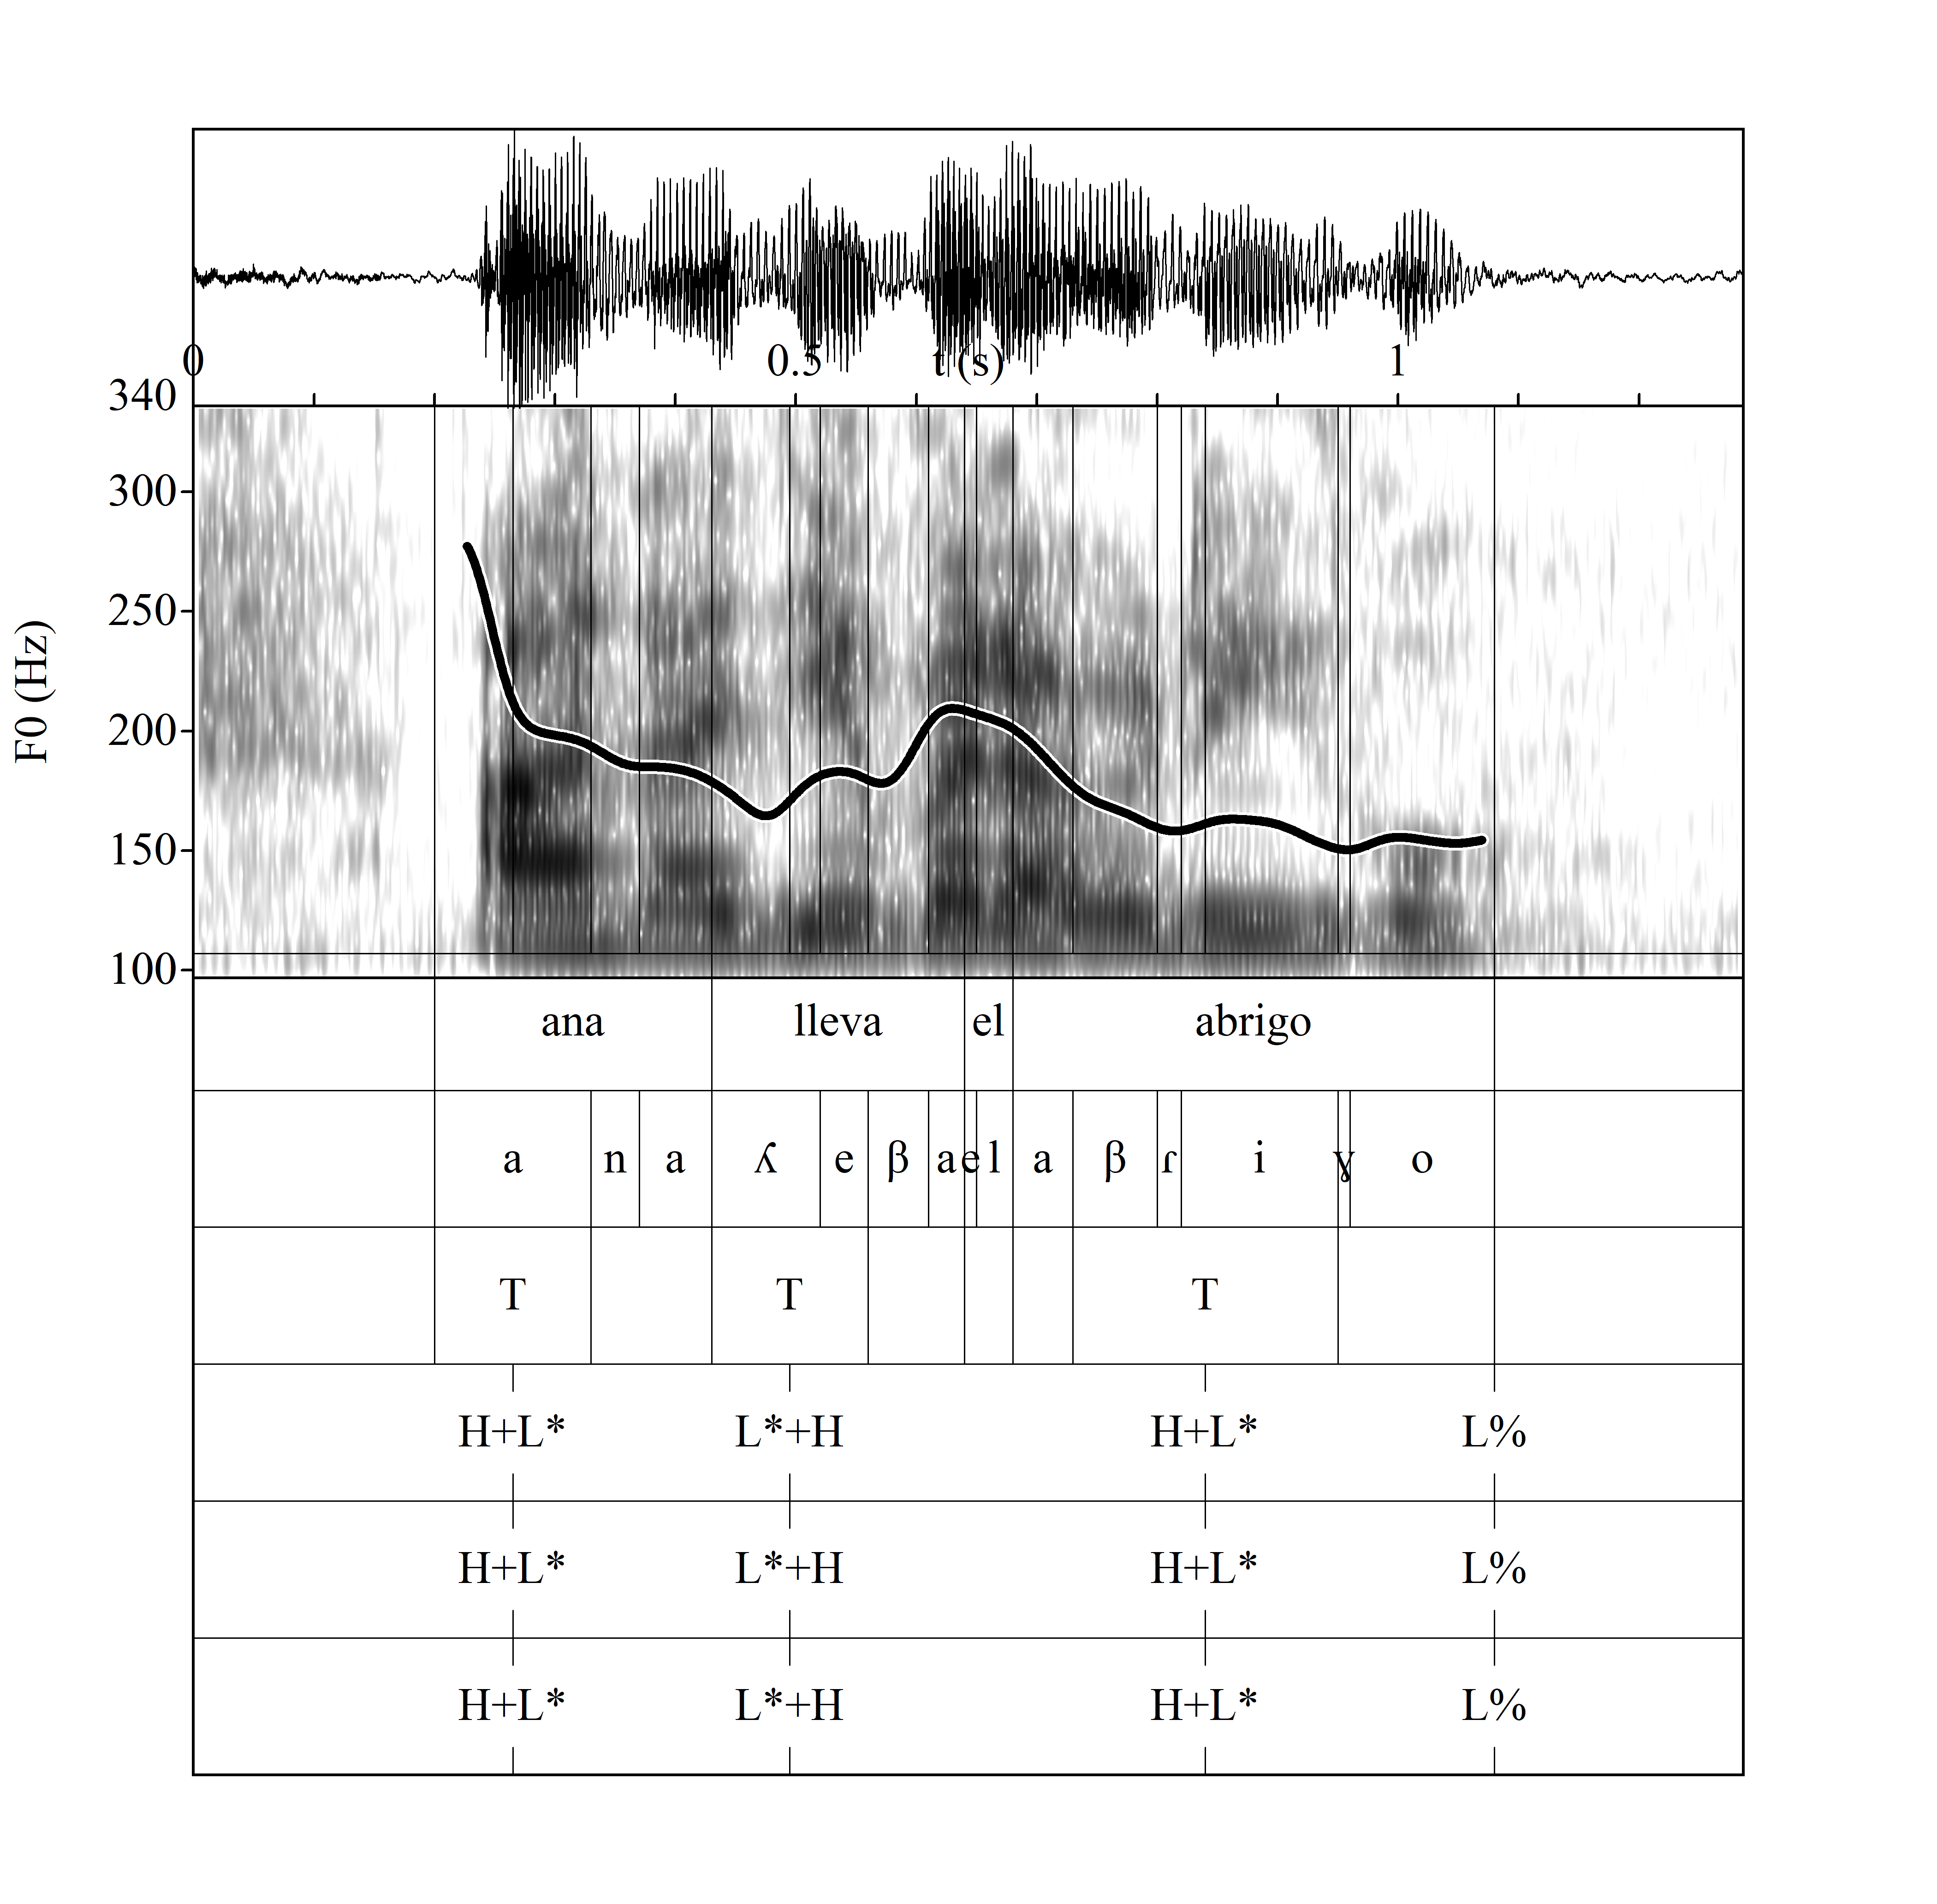 0 0.5 t (s) 1
340
300
250
200
150
100
F0 (Hz)
ana lleva el abrigo
a n a ʎ e β a e l a β ɾ i ɣ o
T T T
H+L* L*+H H+L* L%
H+L* L*+H H+L* L%
H+L* L*+H H+L* L%